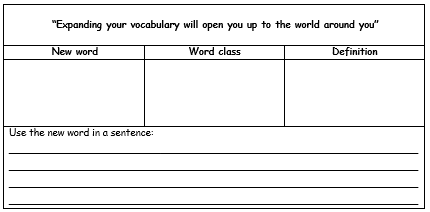 “Expanding your vocabulary will open you up to the world around you”
New word Word class Definition
Use the new word in a sentence: